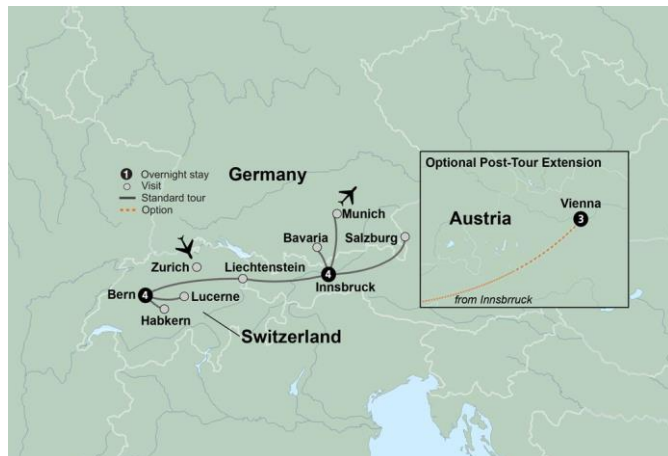 Optional Post-Tour Extension
1 Overnight stay
Visit
Standard tour
Option
Germany
Munich
Bavaria
Salzburg
Austria
Vienna
3
Zurich
Liechtenstein
4
Innsbruck
Bern
4
Lucerne
Habkern
from Innsbrruck
Switzerland